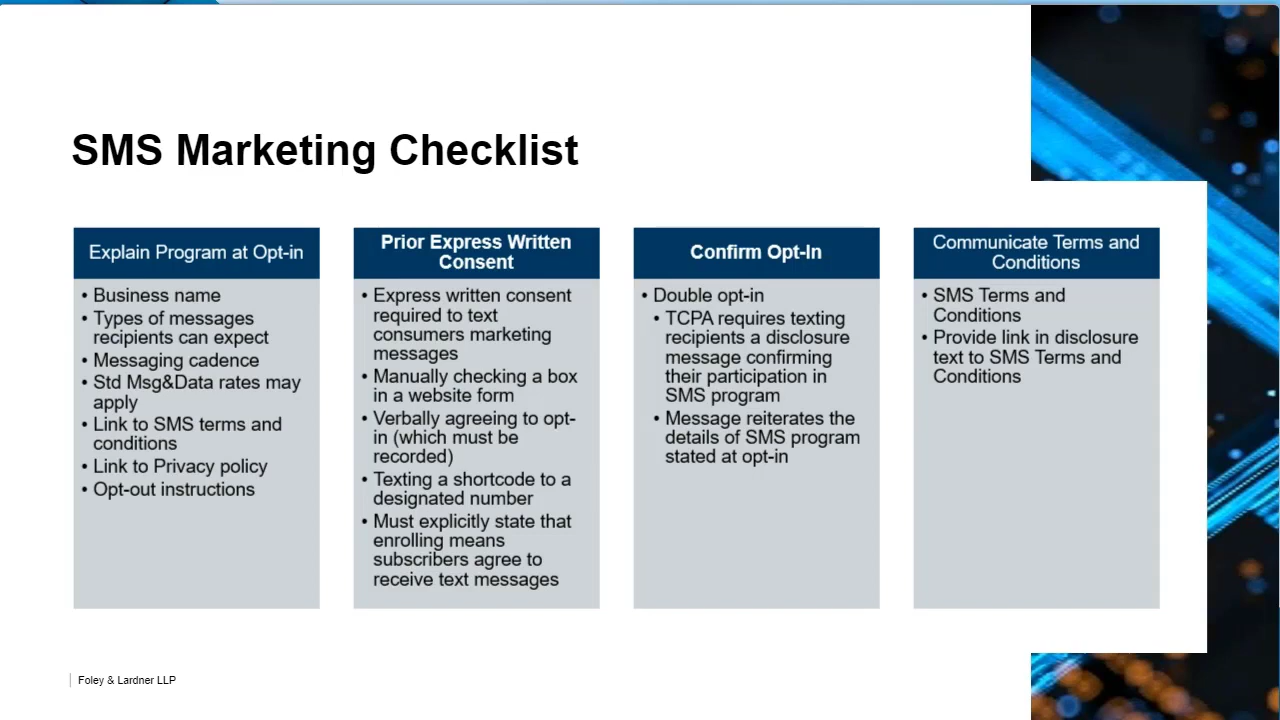 SMS Marketing Checklist
Explain Program at Opt-in
• Business name
• Types of messages
recipients can expect
• Messaging cadence
• Std Msg&Data rates may
apply
• Link to SMS terms and
conditions
• Link to Privacy policy
• Opt-out instructions
Prior Express Written
Consent
• Express written consent
required to text
consumers marketing
messages
• Manually checking a box
in a website form
• Verbally agreeing to opt-
in (which must be
recorded)
• Texting a shortcode to a
designated number
• Must explicitly state that
enrolling means
subscribers agree to
receive text messages
Confirm Opt-In
• Double opt-in
• TCPA requires texting
recipients a disclosure
message confirming
their participation in
SMS program
• Message reiterates the
details of SMS program
stated at opt-in
Communicate Terms and
Conditions
• SMS Terms and
Conditions
• Provide link in disclosure
text to SMS Terms and
Conditions
Foley & Lardner LLP